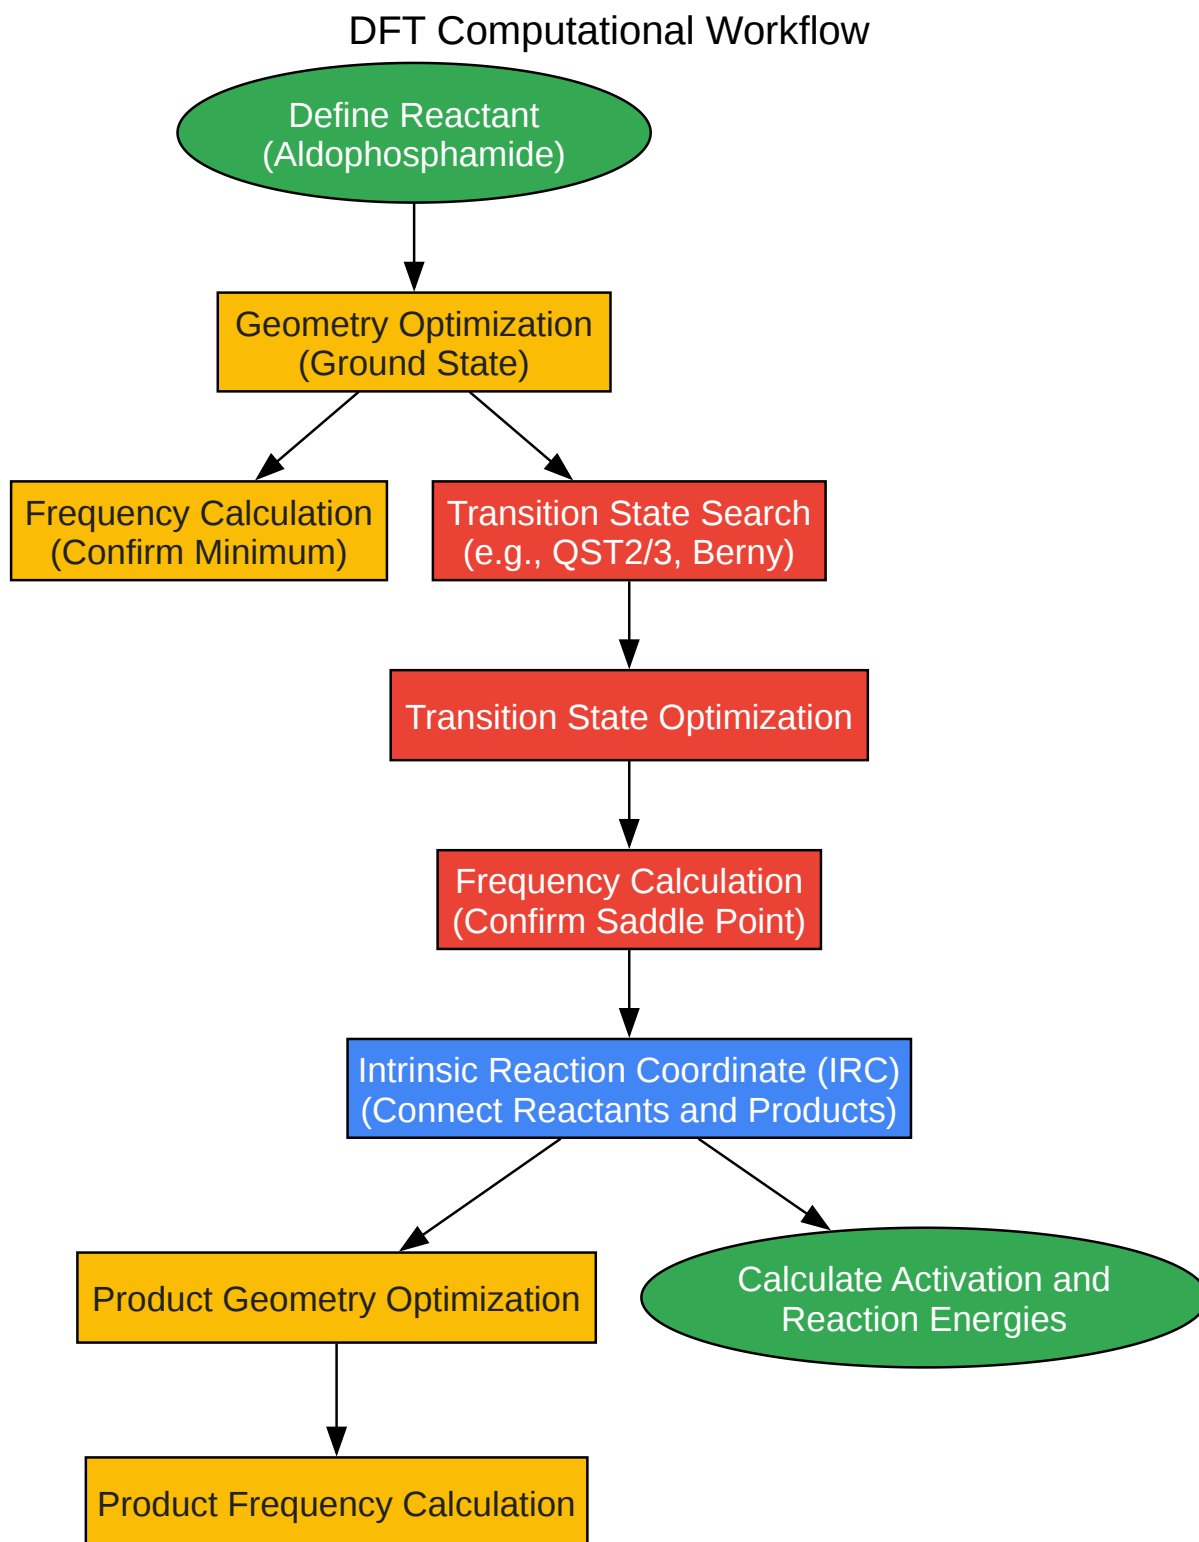 DFT Computational Workflow
Define Reactant
(Aldophosphamide)
Geometry Optimization
(Ground State)
Frequency Calculation
(Confirm Minimum)
Transition State Search
(e.g., QST2/3, Berny)
Transition State Optimization
Frequency Calculation
(Confirm Saddle Point)
Intrinsic Reaction Coordinate (IRC)
(Connect Reactants and Products)
Product Geometry Optimization
Calculate Activation and
Reaction Energies
Product Frequency Calculation